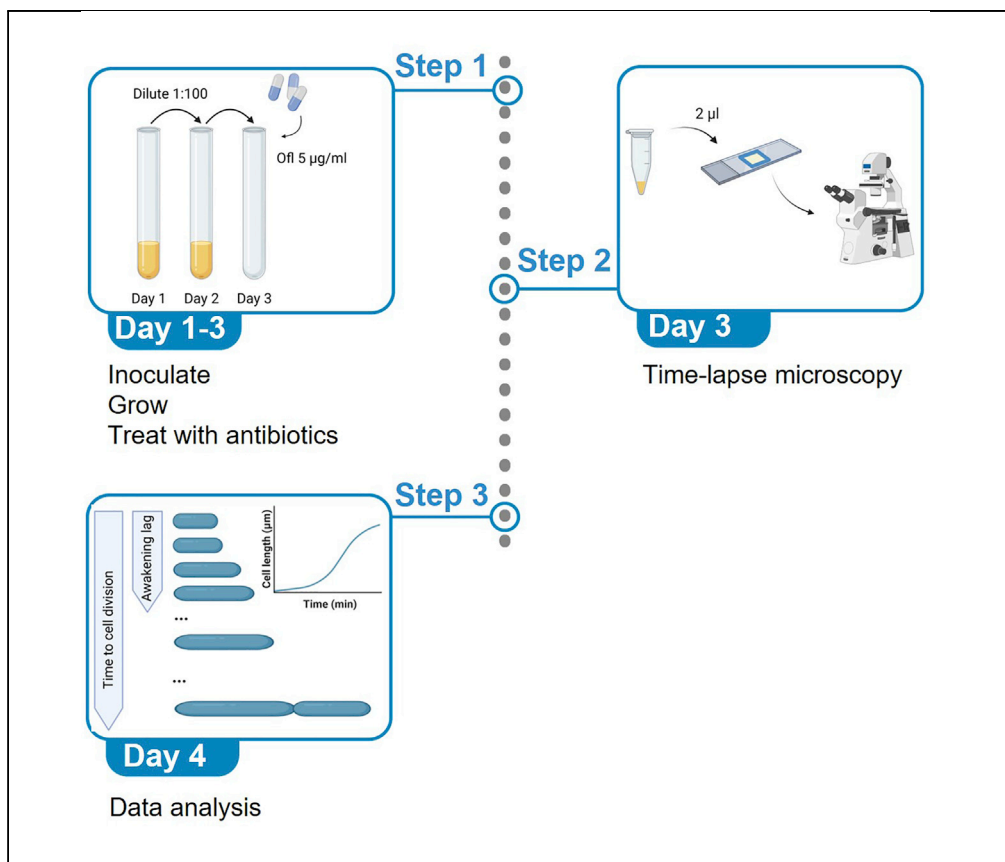 Step 1
Dilute 1:100
Ofl 5 µg/ml
Day 1 Day 2 Day 3
Day 1-3
Inoculate
Grow
Treat with antibiotics
Step 2
2 µl
Day 3
Time-lapse microscopy
Step 3
Time to cell division
Awakening lag
...
...
Cell length (µm)
Time (min)
Day 4
Data analysis